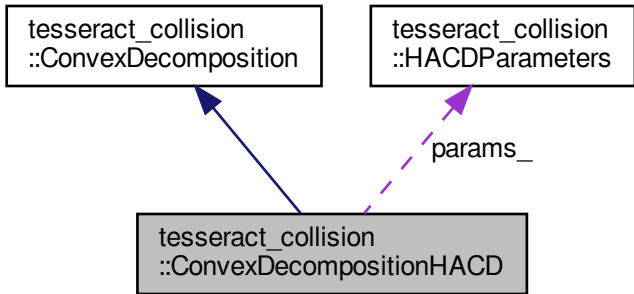 tesseract_collision
::ConvexDecomposition
tesseract_collision
::HACDParameters
params_
tesseract_collision
::ConvexDecompositionHACD